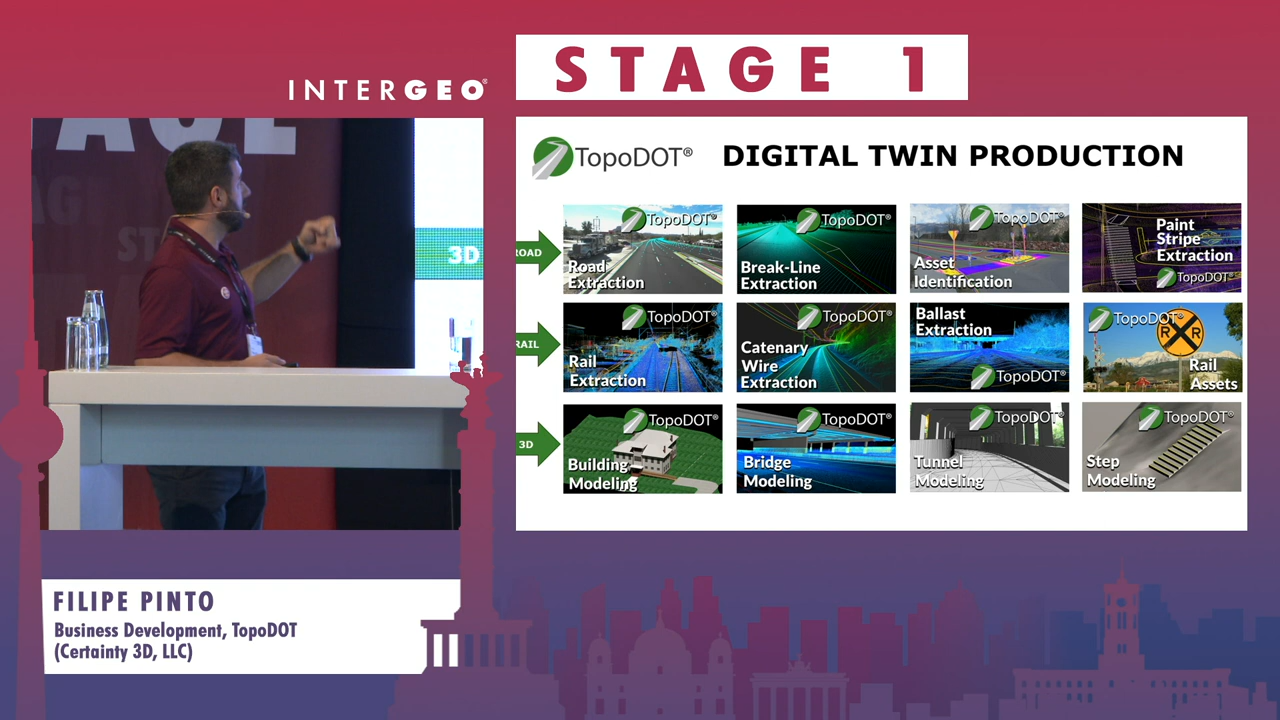 INTERGEO®
STAGE 1
3D
TopoDOT®
DIGITAL TWIN PRODUCTION
ROAD
TopoDOT®
Road
Extraction
TopoDOT®
Break-Line
Extraction
TopoDOT®
Asset
Identification
Paint
Stripe
Extraction
TopoDOT®
RAIL
TopoDOT®
Rail
Extraction
TopoDOT®
Catenary
Wire
Extraction
Ballast
Extraction
TopoDOT®
TopoDOT®
R R
Rail
Assets
3D
TopoDOT®
Building
Modeling
TopoDOT®
Bridge
Modeling
TopoDOT®
Tunnel
Modeling
TopoDOT®
Step
Modeling
FILIPE PINTO
Business Development, TopoDOT
(Certainty 3D, LLC)